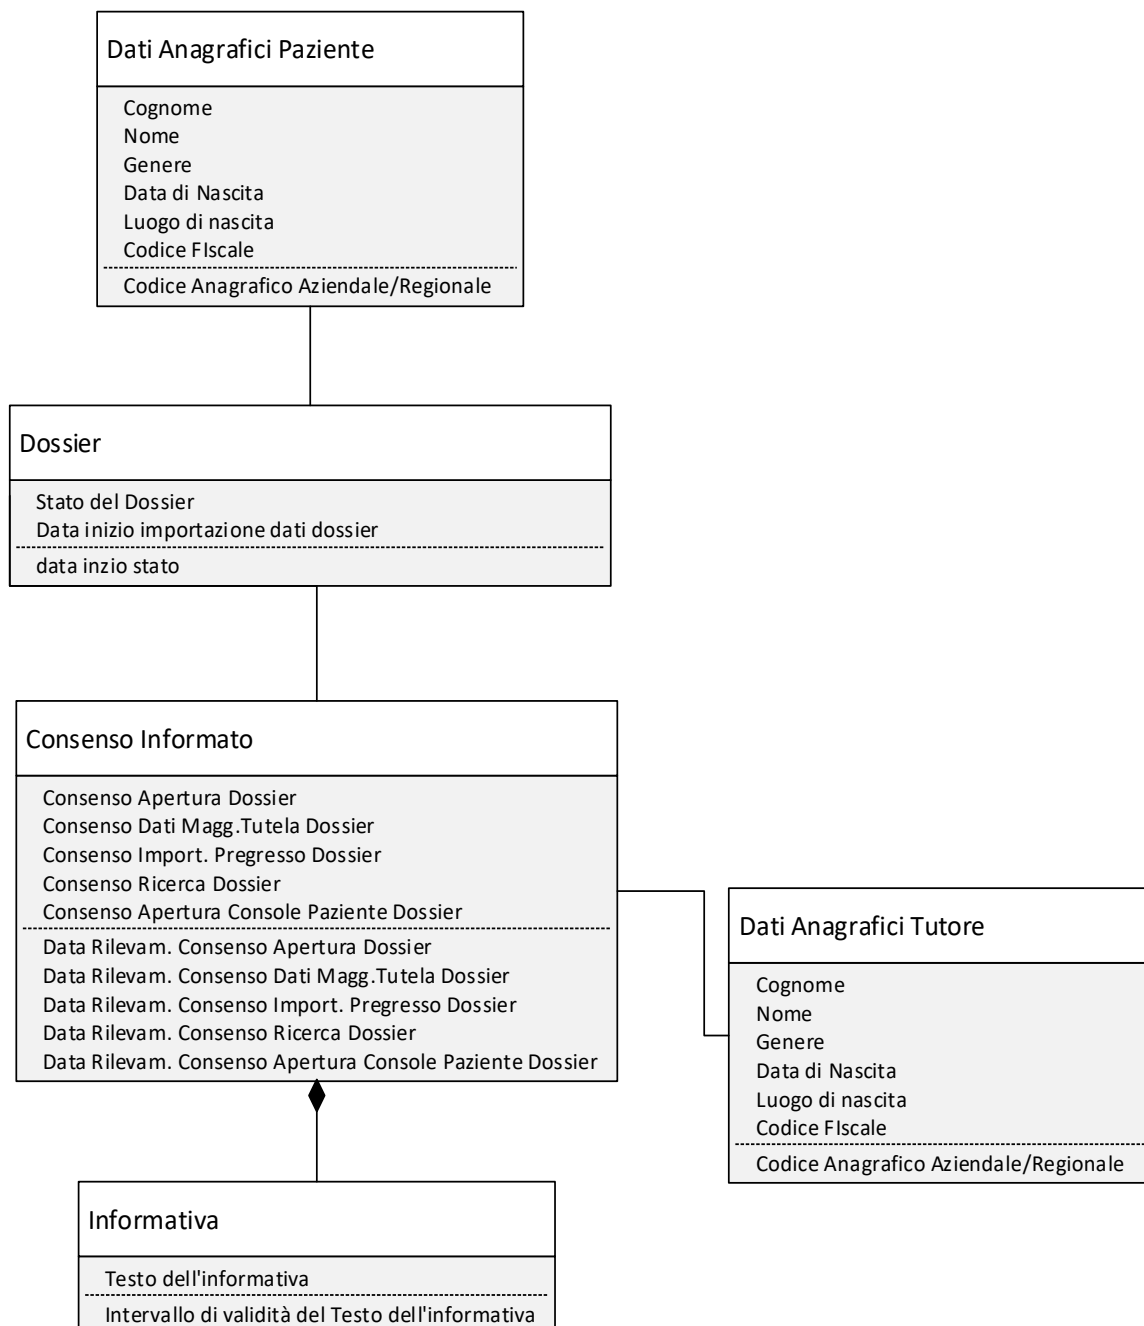 Dati Anagrafici Paziente
Cognome
Nome
Genere
Data di Nascita
Luogo di nascita
Codice FIscale
Codice Anagrafico Aziendale/Regionale
Dossier
Stato del Dossier
Data inizio importazione dati dossier
data inzio stato
Consenso Informato
Consenso Apertura Dossier
Consenso Dati Magg.Tutela Dossier
Consenso Import. Pregresso Dossier
Consenso Ricerca Dossier
Consenso Apertura Console Paziente Dossier
Data Rilevam. Consenso Apertura Dossier
Data Rilevam. Consenso Dati Magg.Tutela Dossier
Data Rilevam. Consenso Import. Pregresso Dossier
Data Rilevam. Consenso Ricerca Dossier
Data Rilevam. Consenso Apertura Console Paziente Dossier
Dati Anagrafici Tutore
Cognome
Nome
Genere
Data di Nascita
Luogo di nascita
Codice FIscale
Codice Anagrafico Aziendale/Regionale
Informativa
Testo dell'informativa
Intervallo di validità del Testo dell'informativa